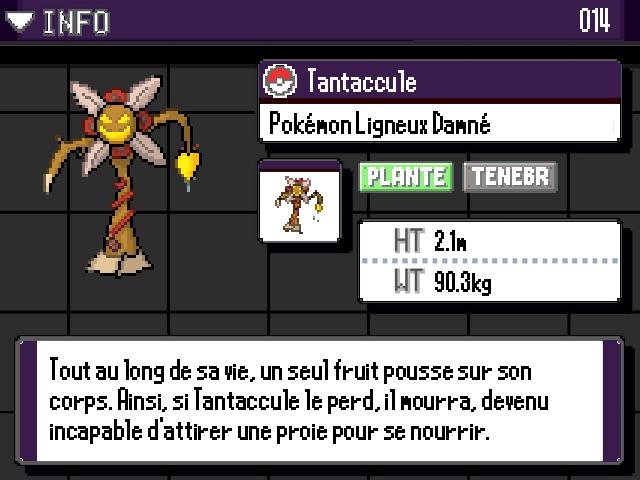 INFO
014
Tantaccule
Pokémon Ligneux Damné
PLANTE
TENEBR
HT 2.1m
WT 90.3kg
Tout au long de sa vie, un seul fruit pousse sur son
corps. Ainsi, si Tantaccule le perd, il mourra, devenu
incapable d'attirer une proie pour se nourrir.